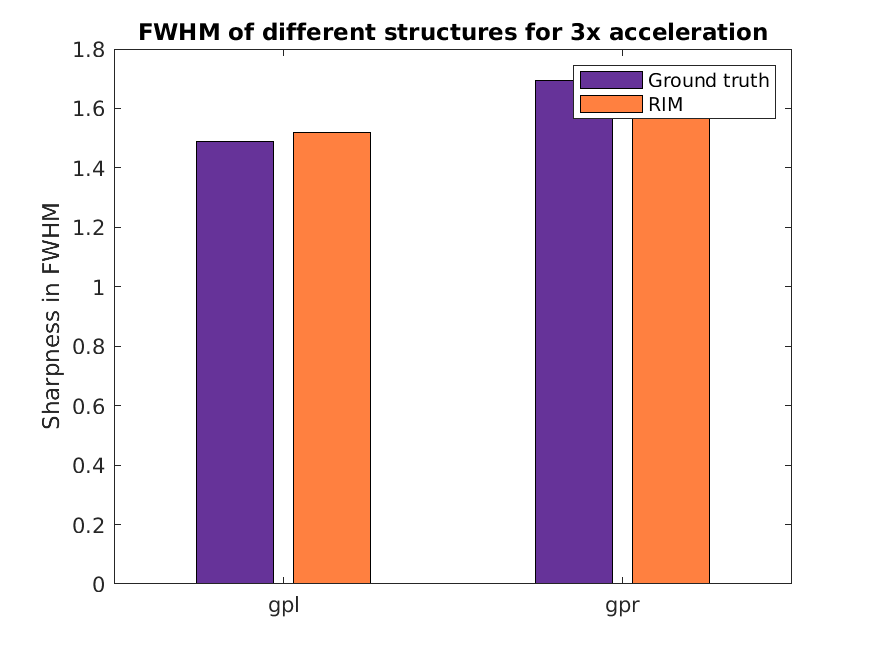 FWHM of different structures for 3x acceleration
1.8
1.6
1.4
1.2
1
0.8
0.6
0.4
0.2
0
Sharpness in FWHM
Ground truth
RIM
gpl
gpr